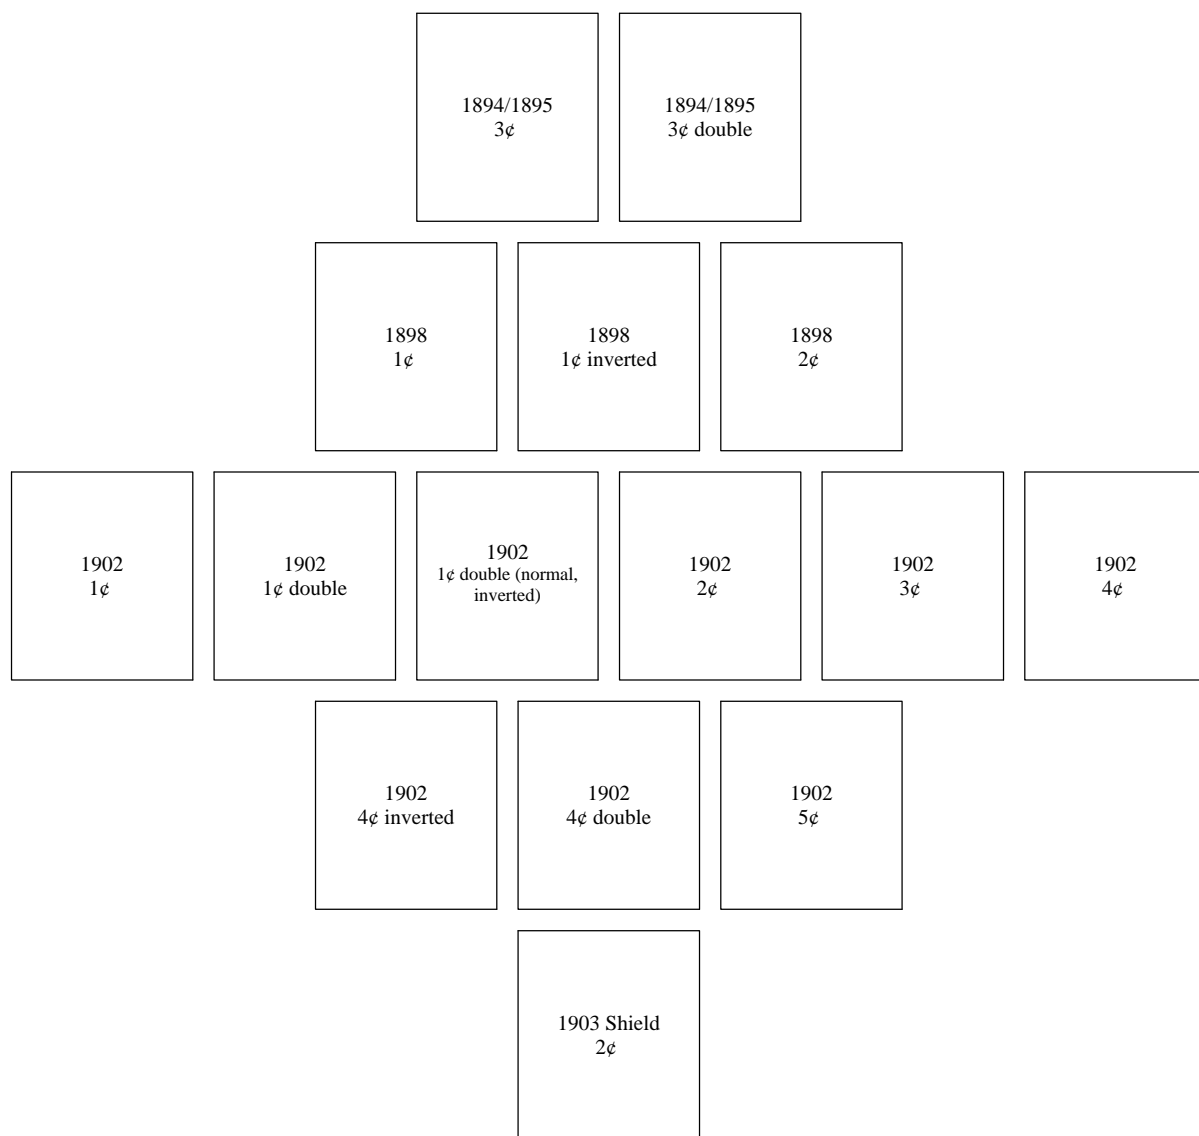 1894/1895
3¢
1894/1895
3¢ double
1898
1¢
1898
1¢ inverted
1898
2¢
1902
1¢
1902
1¢ double
1902
1¢ double (normal,
inverted)
1902
2¢
1902
3¢
1902
4¢
1902
4¢ inverted
1902
4¢ double
1902
5¢
1903 Shield
2¢